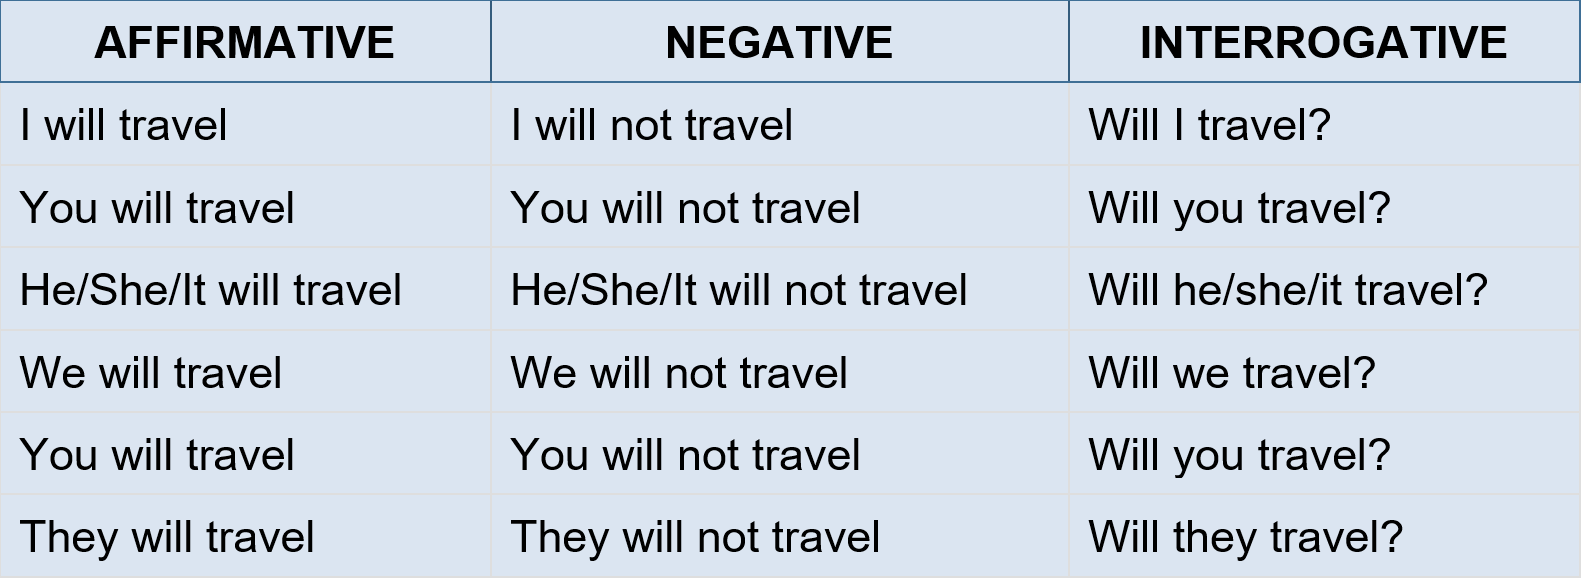 AFFIRMATIVE NEGATIVE INTERROGATIVE
I will travel I will not travel Will I travel?
You will travel You will not travel Will you travel?
He/She/It will travel He/She/It will not travel Will he/she/it travel?
We will travel We will not travel Will we travel?
You will travel You will not travel Will you travel?
They will travel They will not travel Will they travel?